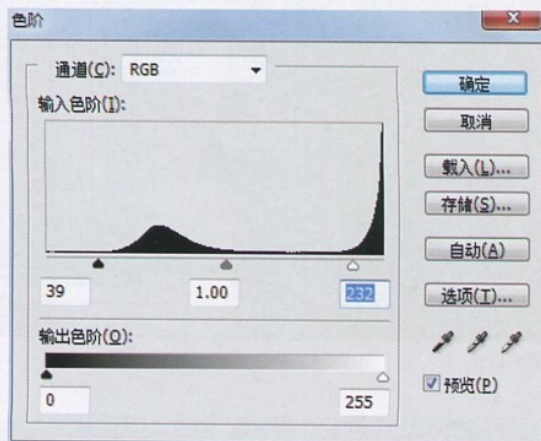 色阶
通道(C): RGB
输入色阶(I):
39 1.00 232
输出色阶(O):
0 255
确定
取消
载入(L)...
存储(S)...
自动(A)
选项(T)...
预览(P)